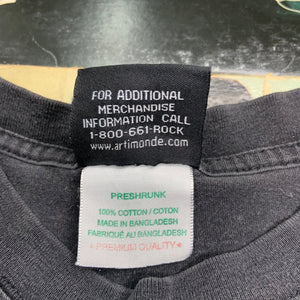 FOR ADDITIONAL
MERCHANDISE
INFORMATION CALL
1-800-661-ROCK
www.artimonde.com
PRESHRUNK
100% COTTON / COTON
MADE IN BANGLADESH
FABRIQUÉ AU BANGLADESH
+ PREMIUM QUALITY +